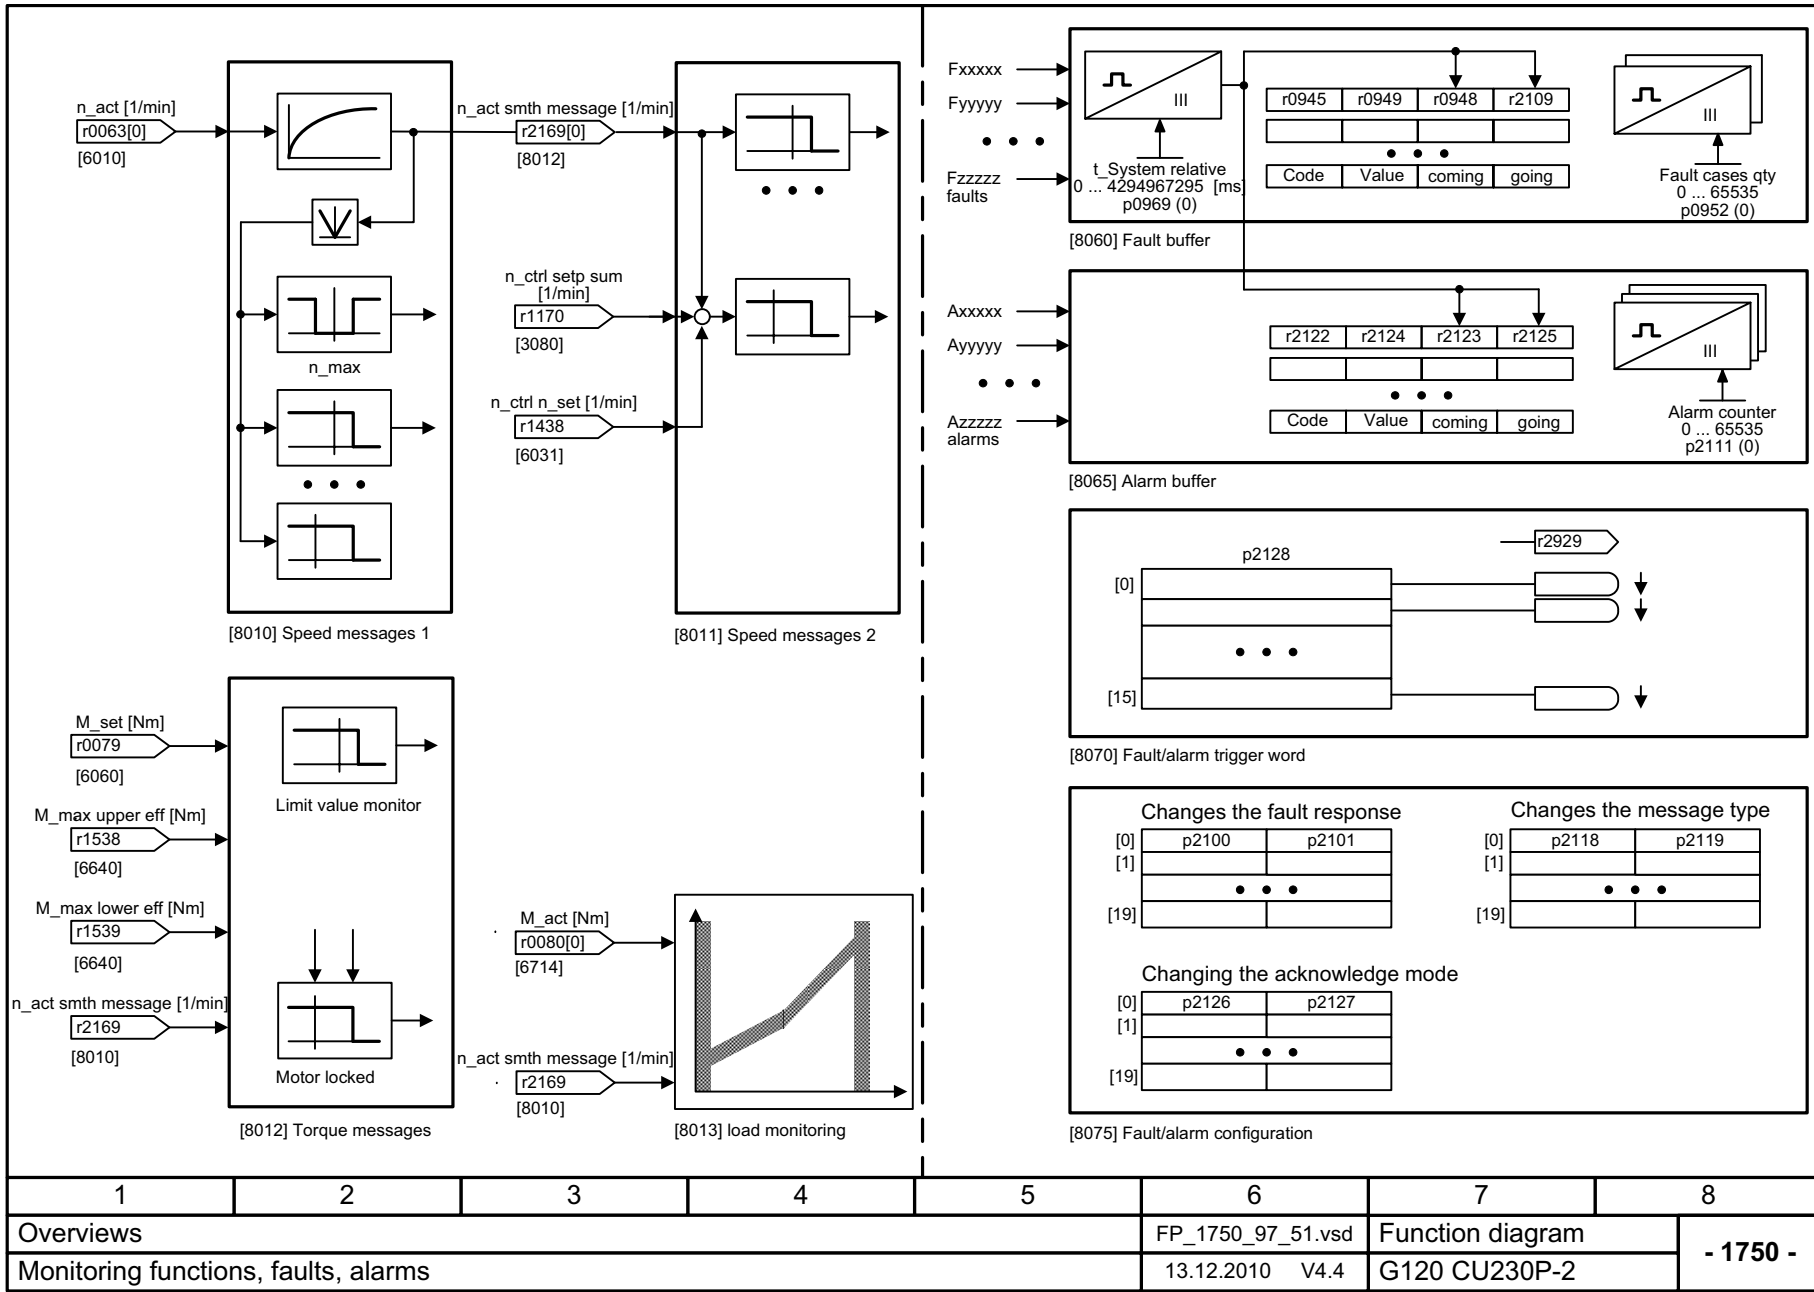 n_act [1/min]
r0063[0]
[6010]
n_max
[8010] Speed messages 1
n_act smth message [1/min]
r2169[0]
[8012]
n_ctrl setp sum
[1/min]
r1170
[3080]
n_ctrl n_set [1/min]
r1438
[6031]
[8011] Speed messages 2
M_set [Nm]
r0079
[6060]
M_max upper eff [Nm]
r1538
[6640]
M_max lower eff [Nm]
r1539
[6640]
n_act smth message [1/min]
r2169
[8010]
Limit value monitor
Motor locked
[8012] Torque messages
M_act [Nm]
r0080[0]
[6714]
n_act smth message [1/min]
r2169
[8010]
[8013] load monitoring
Fxxxxx
Fyyyyy
Fzzzzz
faults
III
t_System relative
0 ... 4294967295 [ms]
p0969 (0)
r0945 r0949 r0948 r2109
Code Value coming going
III
Fault cases qty
0 ... 65535
p0952 (0)
[8060] Fault buffer
Axxxxx
Ayyyyy
Azzzzz
alarms
r2122 r2124 r2123 r2125
Code Value coming going
III
Alarm counter
0 ... 65535
p2111 (0)
[8065] Alarm buffer
p2128
r2929
[0]
[15]
[8070] Fault/alarm trigger word
Changes the fault response
[0] p2100 p2101
[1]
[19]
Changes the message type
[0] p2118 p2119
[1]
[19]
Changing the acknowledge mode
[0] p2126 p2127
[1]
[19]
[8075] Fault/alarm configuration
1 2 3 4 5 6 7 8
Overviews
FP_1750_97_51.vsd
Function diagram
- 1750 -
Monitoring functions, faults, alarms
13.12.2010 V4.4
G120 CU230P-2